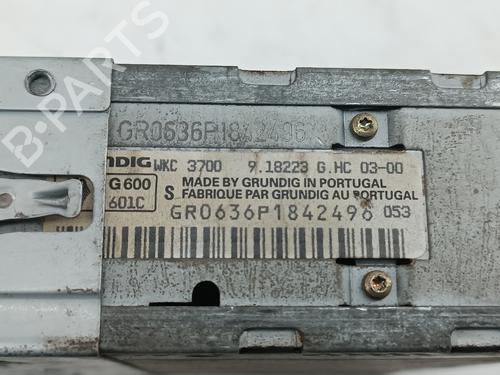 GR0636P1842496
DIG WKC 3700 9.18223 G.HC 03-00
G 600
601C
S MADE BY GRUNDIG IN PORTUGAL
FABRIQUE PAR GRUNDIG AU PORTUGAL
GR0636P1842496 053
B-Parts